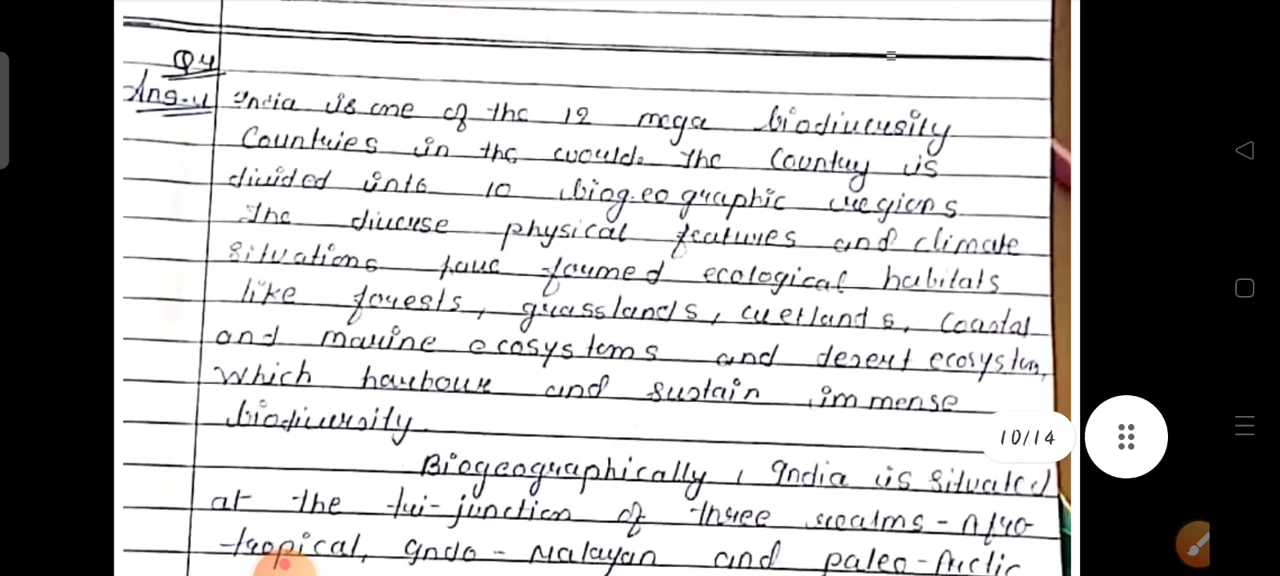 Q4
Ans.4 India is one of the 12 mega biodiversity
Countries in the would. The Country is
divided into 10 biogeographic regions
The diverse physical features and climate
situations have formed ecological habitats
like forests, grasslands, wetlands, Coastal
and marine ecosystems and desert ecosystem,
which harbour and sustain immense
biodiversity
10/14
Biogeographically, India is situated
at the tri-junction of three realms - Afro
-tropical, Indo - Malayan and paleo-Arctic